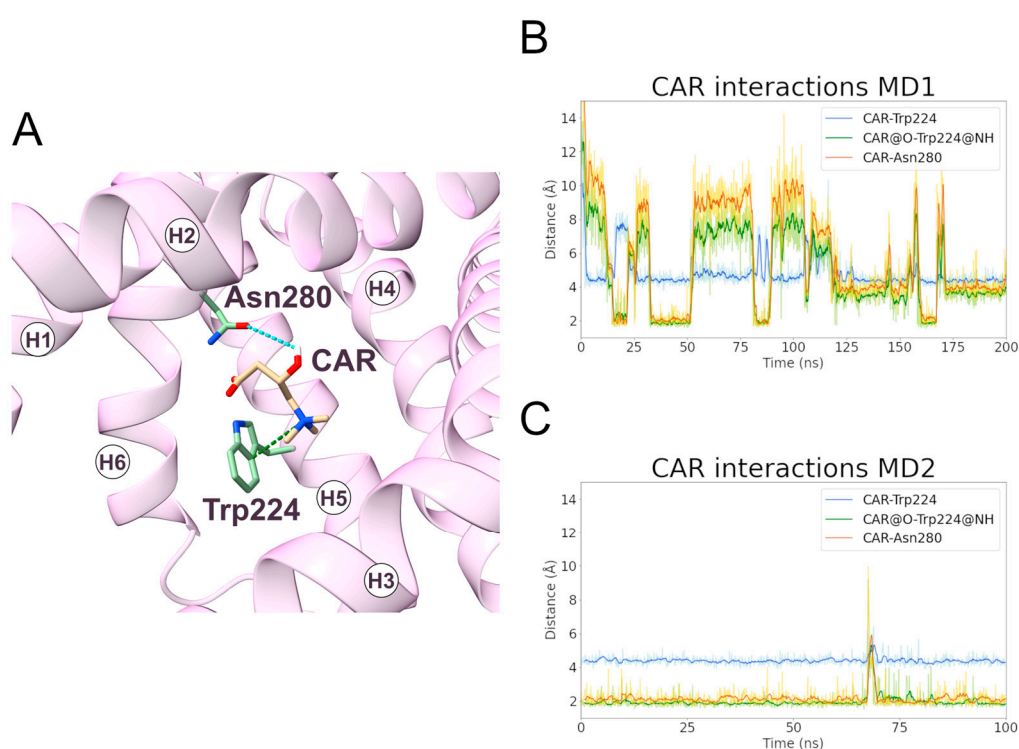 A
H2
Asn280
H4
H1
CAR
H6
Trp224
H5
H3
B
CAR interactions MD1
CAR-Trp224
CAR@O-Trp224@NH
CAR-Asn280
Distance (Å)
14
12
10
8
6
4
2
0 25 50 75 100 125 150 175 200
Time (ns)
C
CAR interactions MD2
CAR-Trp224
CAR@O-Trp224@NH
CAR-Asn280
Distance (Å)
14
12
10
8
6
4
2
0 25 50 75 100
Time (ns)